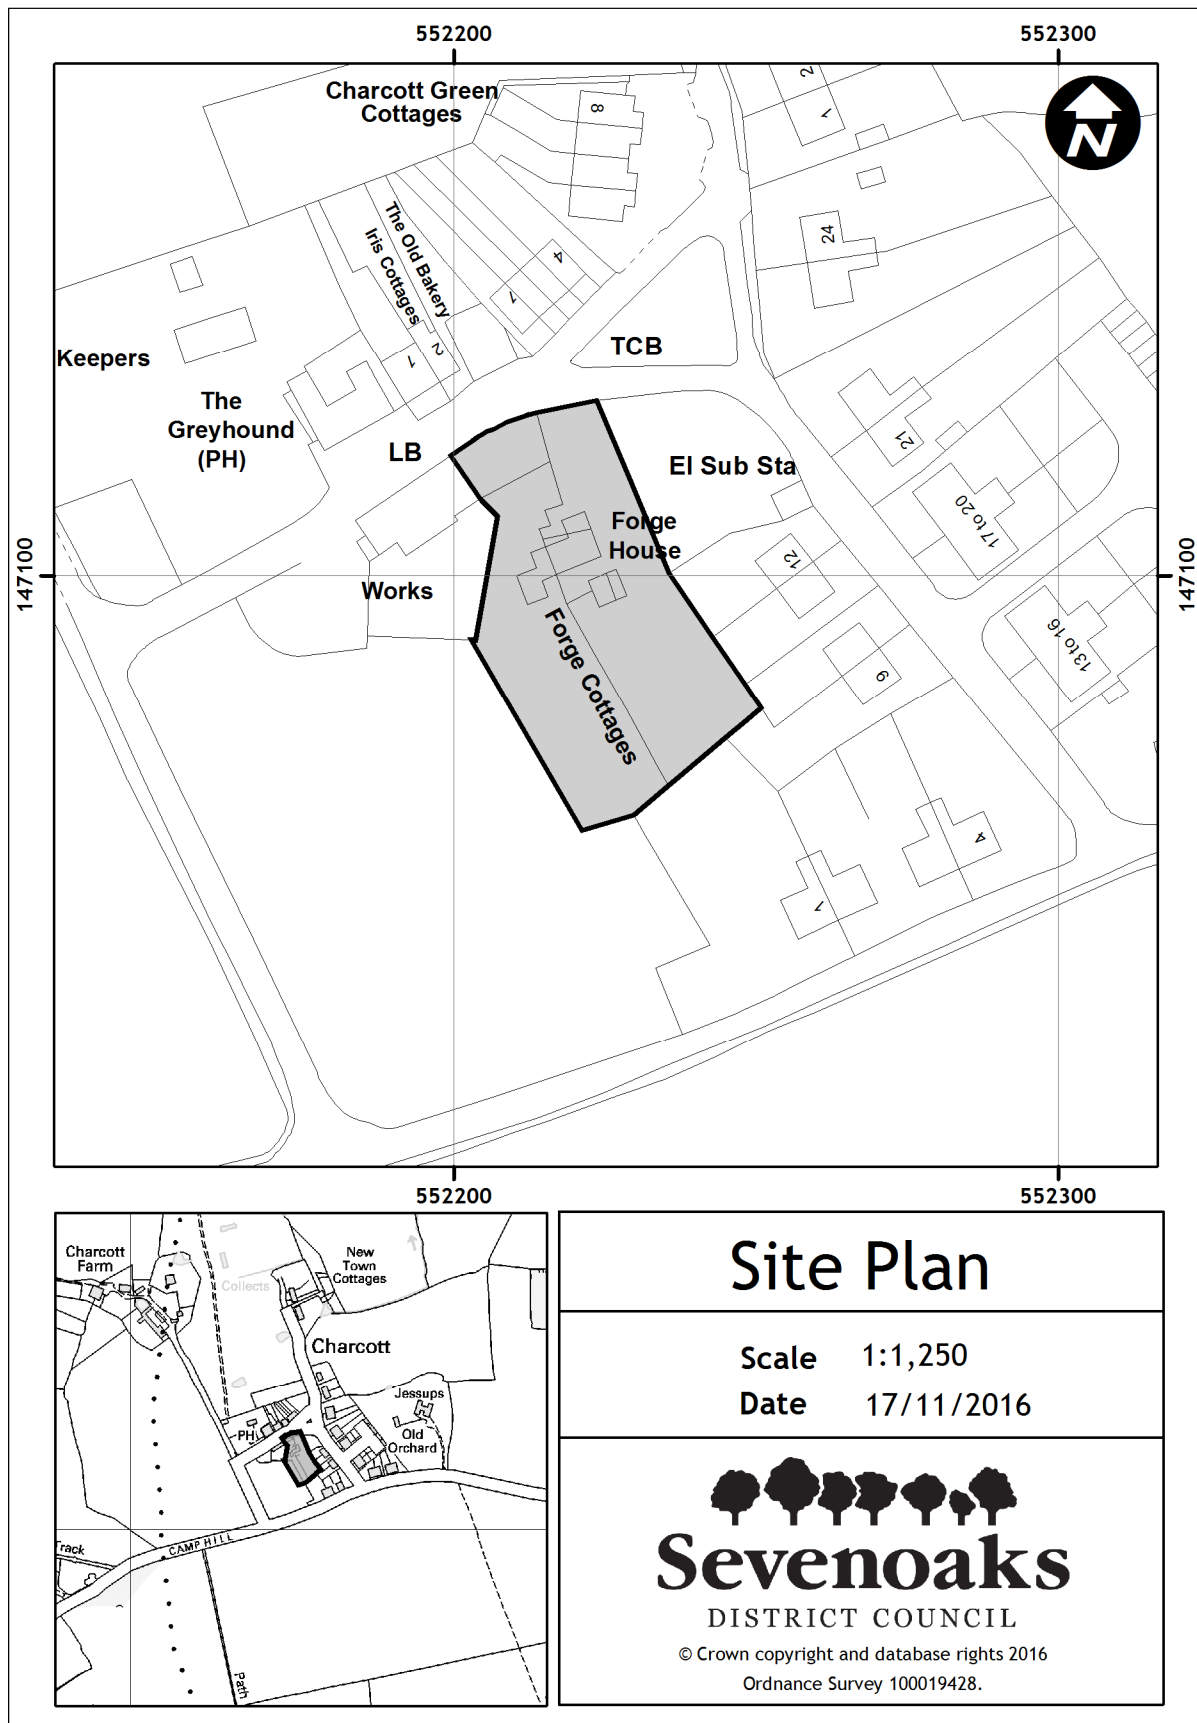 552200
552300
Charcott Green
Cottages
8
2
1
The Old Bakery
Iris Cottages
4
7
24
Keepers
TCB
2
1
The
Greyhound
(PH)
LB
El Sub Sta
21
17 to 20
Forge
House
12
147100
147100
Works
Forge Cottages
13 to 16
9
4
1
552200
552300
Charcott
Farm
Collects
New
Town
Cottages
Charcott
Jessups
PH
Old
Orchard
CAMP HILL
Track
Path
Site Plan
Scale 1:1,250
Date 17/11/2016
Sevenoaks
DISTRICT COUNCIL
© Crown copyright and database rights 2016
Ordnance Survey 100019428.
N